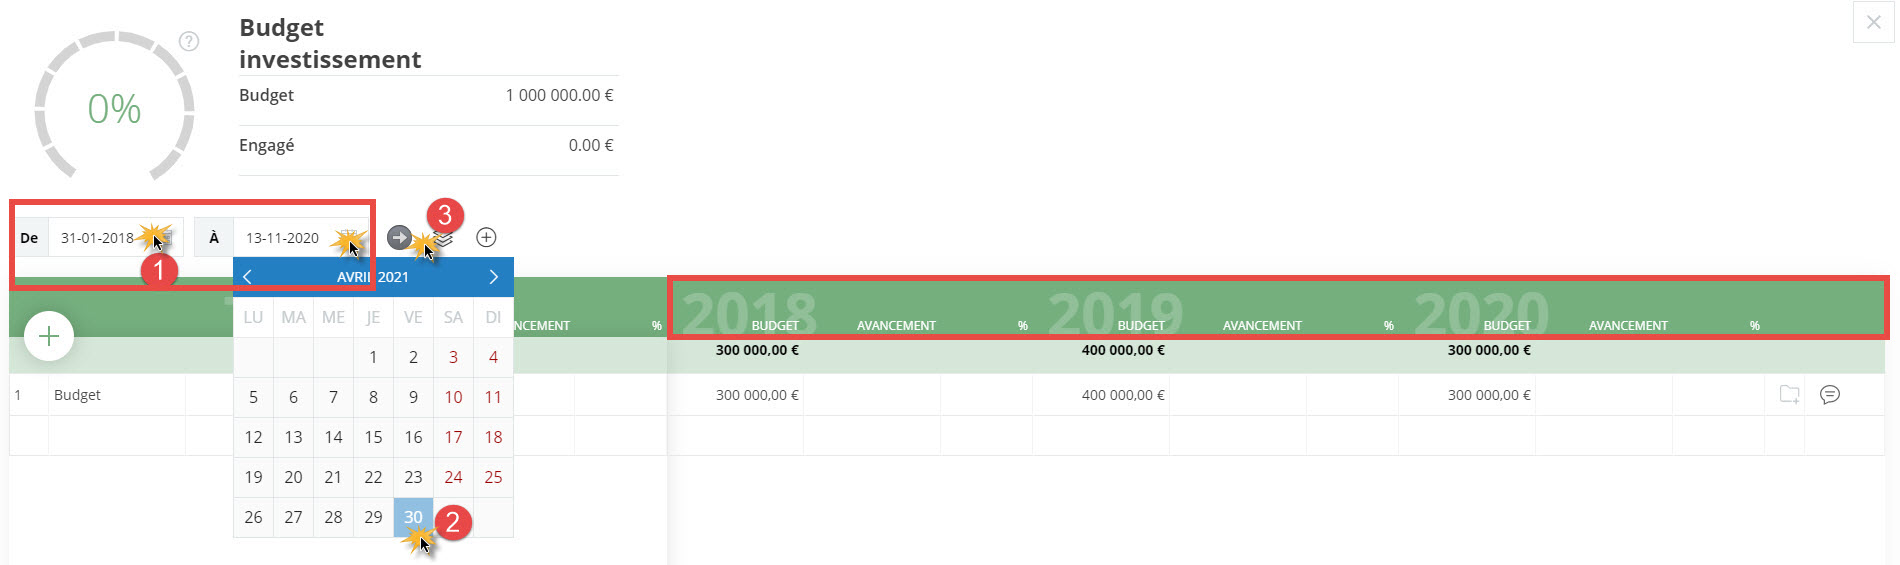 Budget
investissement
?
0%
Budget 1 000 000.00 €
Engagé 0.00 €
De 31-01-2018 À 13-11-2020 3
1
AVRIL 2021
2018 2019 2020
NCEMENT % BUDGET AVANCEMENT % BUDGET AVANCEMENT % BUDGET AVANCEMENT %
300 000,00 € 400 000,00 € 300 000,00 €
1 Budget 300 000,00 € 400 000,00 € 300 000,00 €
LU MA ME JE VE SA DI
1 2 3 4
5 6 7 8 9 10 11
12 13 14 15 16 17 18
19 20 21 22 23 24 25
26 27 28 29 30
2